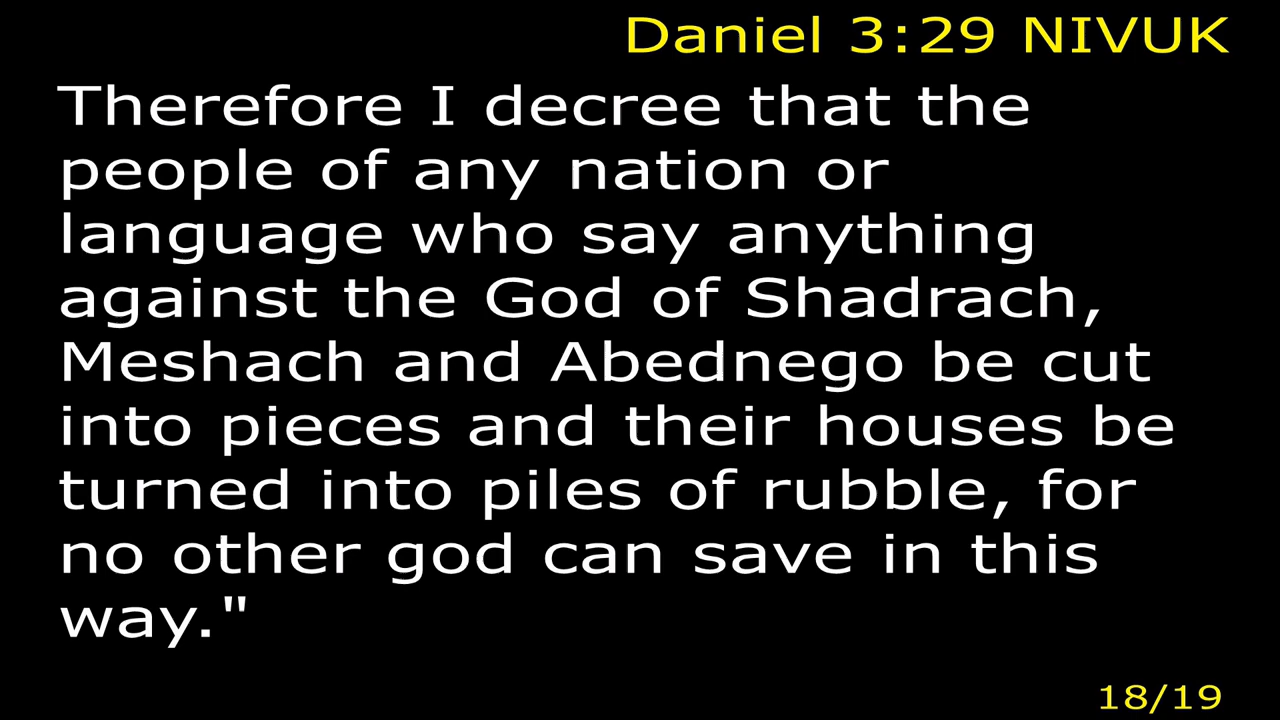 Daniel 3:29 NIVUK
Therefore I decree that the
people of any nation or
language who say anything
against the God of Shadrach,
Meshach and Abednego be cut
into pieces and their houses be
turned into piles of rubble, for
no other god can save in this
way."
18/19